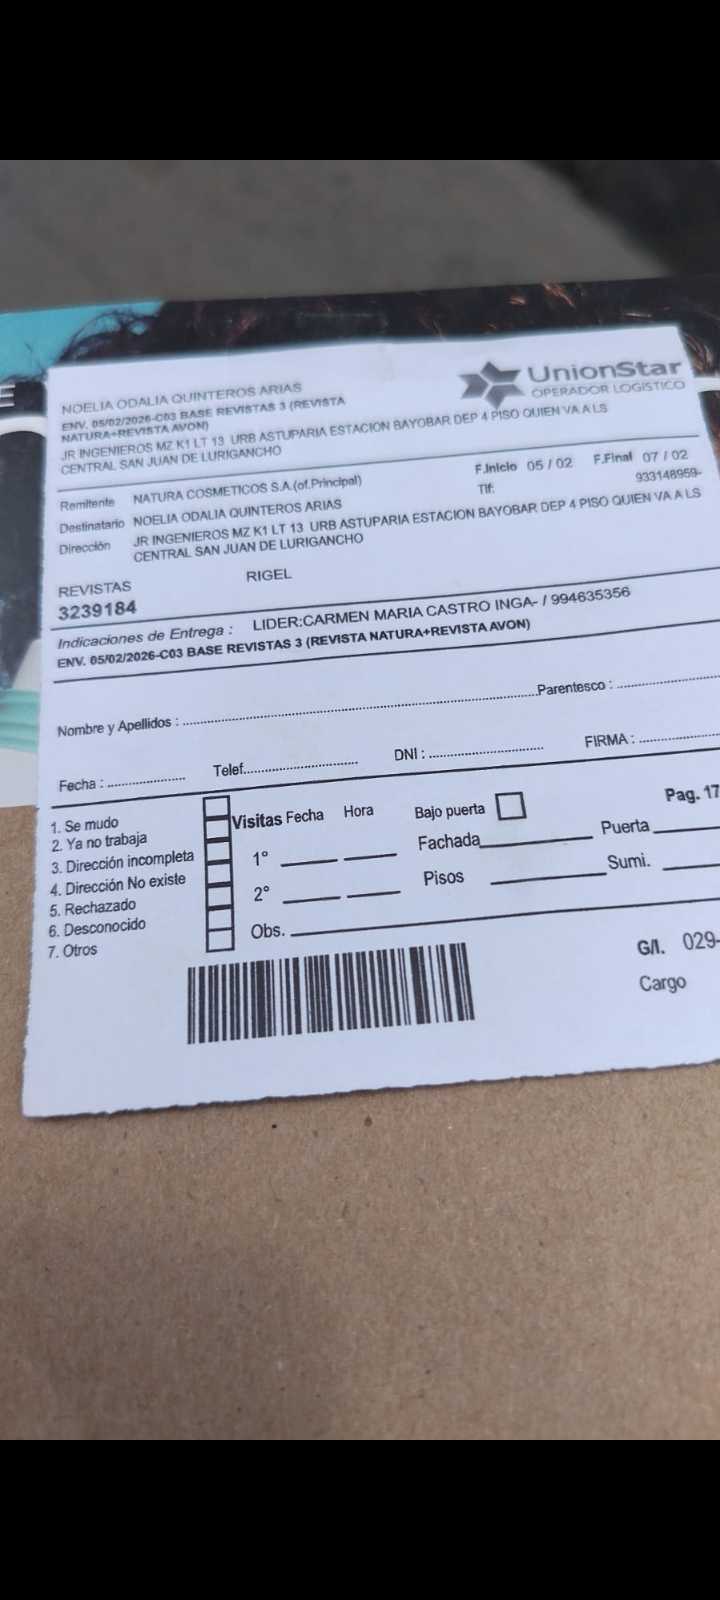 E
NOELIA ODALIA QUINTEROS ARIAS
ENV. 05/02/2026-C03 BASE REVISTAS 3 (REVISTA
NATURA+REVISTA AVON)
JR INGENIEROS MZ K1 LT 13 URB ASTUPARIA ESTACION BAYOBAR DEP 4 PISO QUIEN VA A LS
CENTRAL SAN JUAN DE LURIGANCHO
UnionStar
OPERADOR LOGÍSTICO
Remitente NATURA COSMETICOS S.A.(of.Principal)
F.Inicio 05 / 02 F.Final 07 / 02
Destinatario NOELIA ODALIA QUINTEROS ARIAS
Tlf: 933148959-
Dirección JR INGENIEROS MZ K1 LT 13 URB ASTUPARIA ESTACION BAYOBAR DEP 4 PISO QUIEN VA A LS
CENTRAL SAN JUAN DE LURIGANCHO
REVISTAS RIGEL
3239184
Indicaciones de Entrega : LIDER:CARMEN MARIA CASTRO INGA- / 994635356
ENV. 05/02/2026-C03 BASE REVISTAS 3 (REVISTA NATURA+REVISTA AVON)
Nombre y Apellidos : Parentesco :
Fecha : Telef. DNI : FIRMA :
1. Se mudo
2. Ya no trabaja
3. Dirección incompleta
4. Dirección No existe
5. Rechazado
6. Desconocido
7. Otros
Visitas Fecha Hora
1°
2°
Obs.
Bajo puerta
Fachada
Pisos
Pag. 17
Puerta
Sumi.
G/I. 029-
Cargo